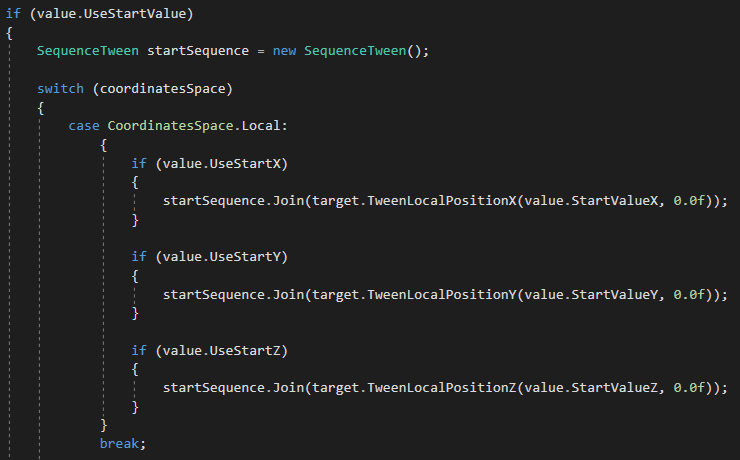 if (value.UseStartValue)
{
SequenceTween startSequence = new SequenceTween();
switch (coordinatesSpace)
{
case CoordinatesSpace.Local:
{
if (value.UseStartX)
{
startSequence.Join(target.TweenLocalPositionX(value.StartValueX, 0.0f));
}
if (value.UseStartY)
{
startSequence.Join(target.TweenLocalPositionY(value.StartValueY, 0.0f));
}
if (value.UseStartZ)
{
startSequence.Join(target.TweenLocalPositionZ(value.StartValueZ, 0.0f));
}
}
break;